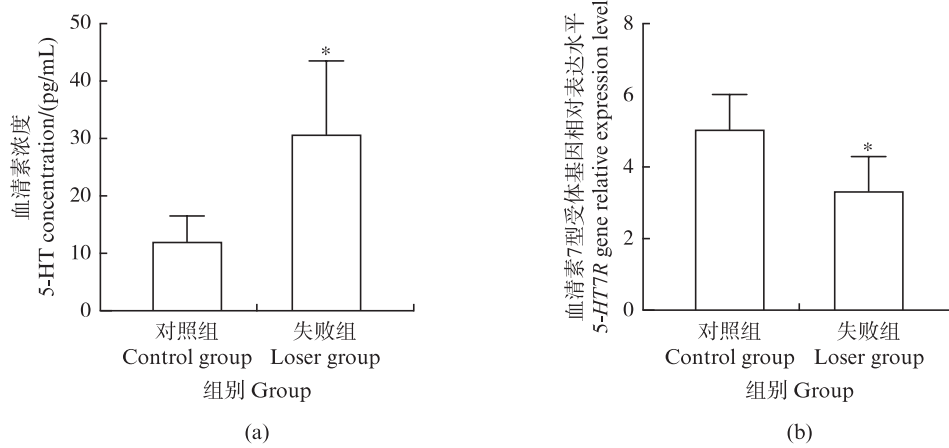 血清素浓度
5-HT concentration/(pg/mL)
50
40
30
20
10
0
*
对照组
Control group
失败组
Loser group
组别 Group
(a)
血清素7型受体基因相对表达水平
5-HT7R gene relative expression level
8
6
4
2
0
*
对照组
Control group
失败组
Loser group
组别 Group
(b)